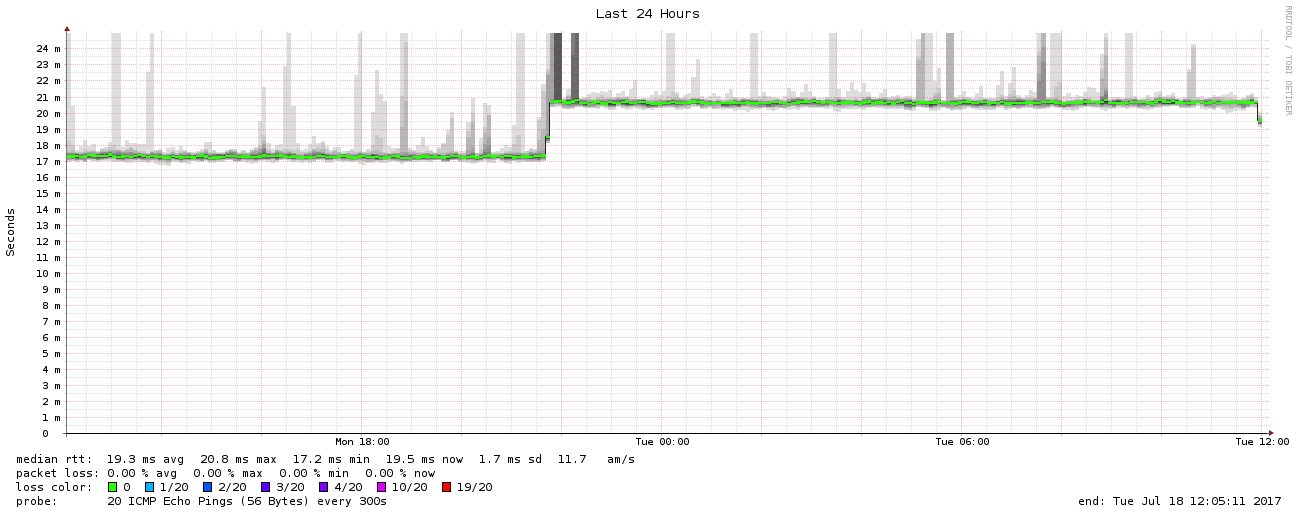 Last 24 Hours
RRDTOOL / TOBI OETIKER
Seconds
24 m
23 m
22 m
21 m
20 m
19 m
18 m
17 m
16 m
15 m
14 m
13 m
12 m
11 m
10 m
9 m
8 m
7 m
6 m
5 m
4 m
3 m
2 m
1 m
0
Mon 18:00 Tue 00:00 Tue 06:00 Tue 12:00
median rtt: 19.3 ms avg 20.8 ms max 17.2 ms min 19.5 ms now 1.7 ms sd 11.7 am/s
packet loss: 0.00 % avg 0.00 % max 0.00 % min 0.00 % now
loss color: 0 1/20 2/20 3/20 4/20 10/20 19/20
probe: 20 ICMP Echo Pings (56 Bytes) every 300s end: Tue Jul 18 12:05:11 2017